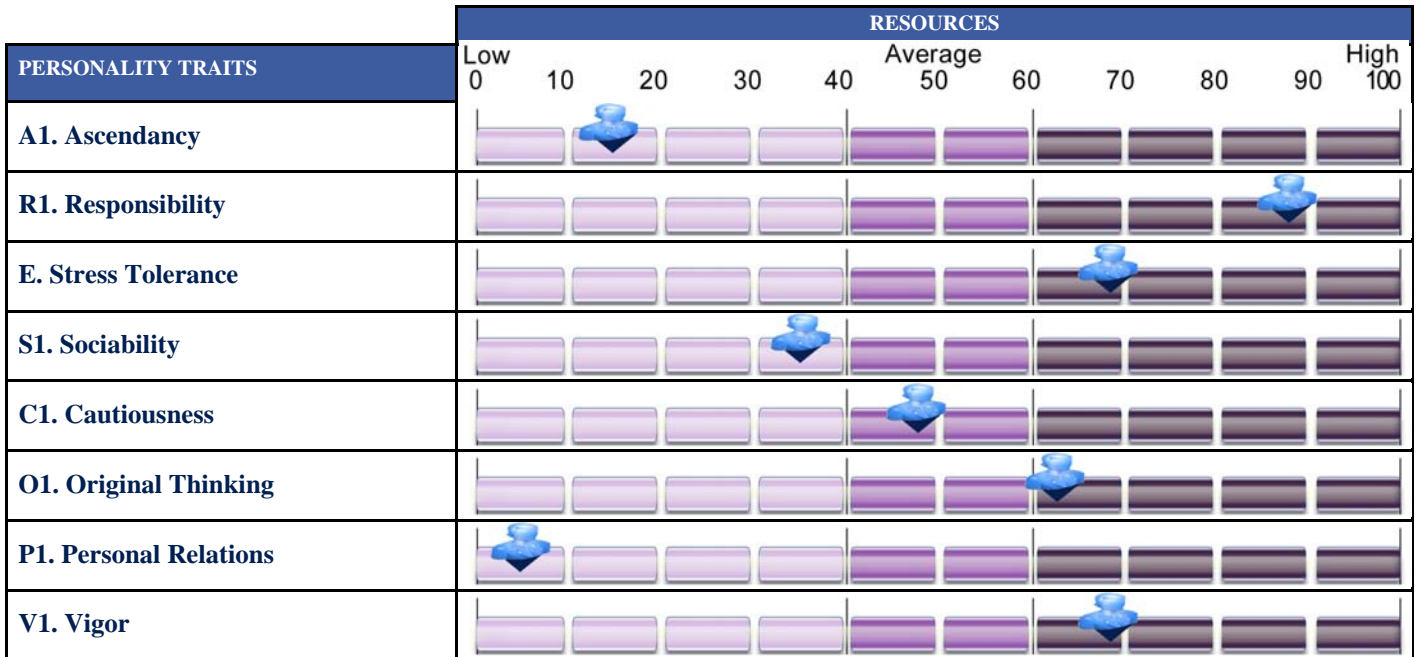 RESOURCES
PERSONALITY TRAITS
Low Average High
0 10 20 30 40 50 60 70 80 90 100
A1. Ascendancy
R1. Responsibility
E. Stress Tolerance
S1. Sociability
C1. Cautiousness
O1. Original Thinking
P1. Personal Relations
V1. Vigor